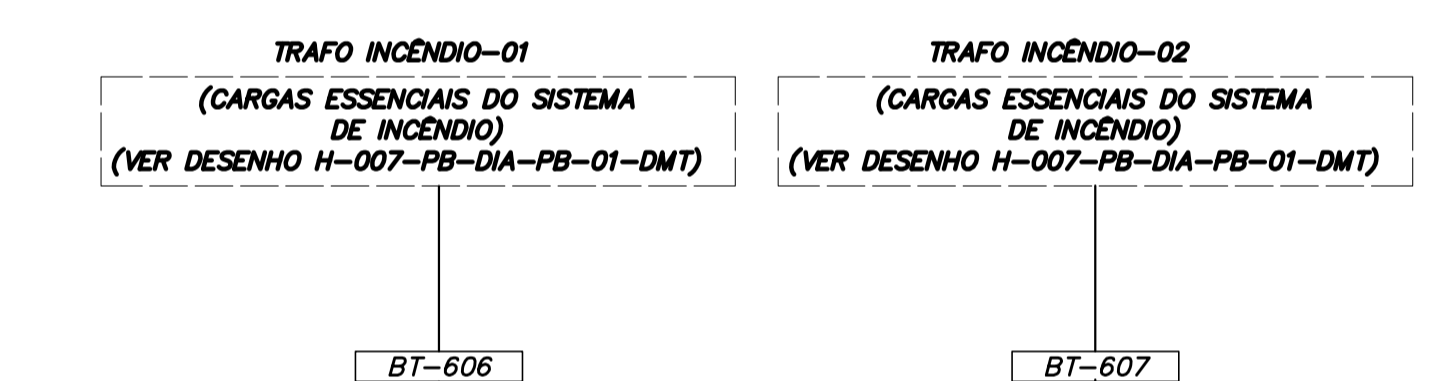 TRAFO INCÊNDIO-01
(CARGAS ESSENCIAIS DO SISTEMA
DE INCÊNDIO)
(VER DESENHO H-007-PB-DIA-PB-01-DMT)
BT-606
TRAFO INCÊNDIO-02
(CARGAS ESSENCIAIS DO SISTEMA
DE INCÊNDIO)
(VER DESENHO H-007-PB-DIA-PB-01-DMT)
BT-607